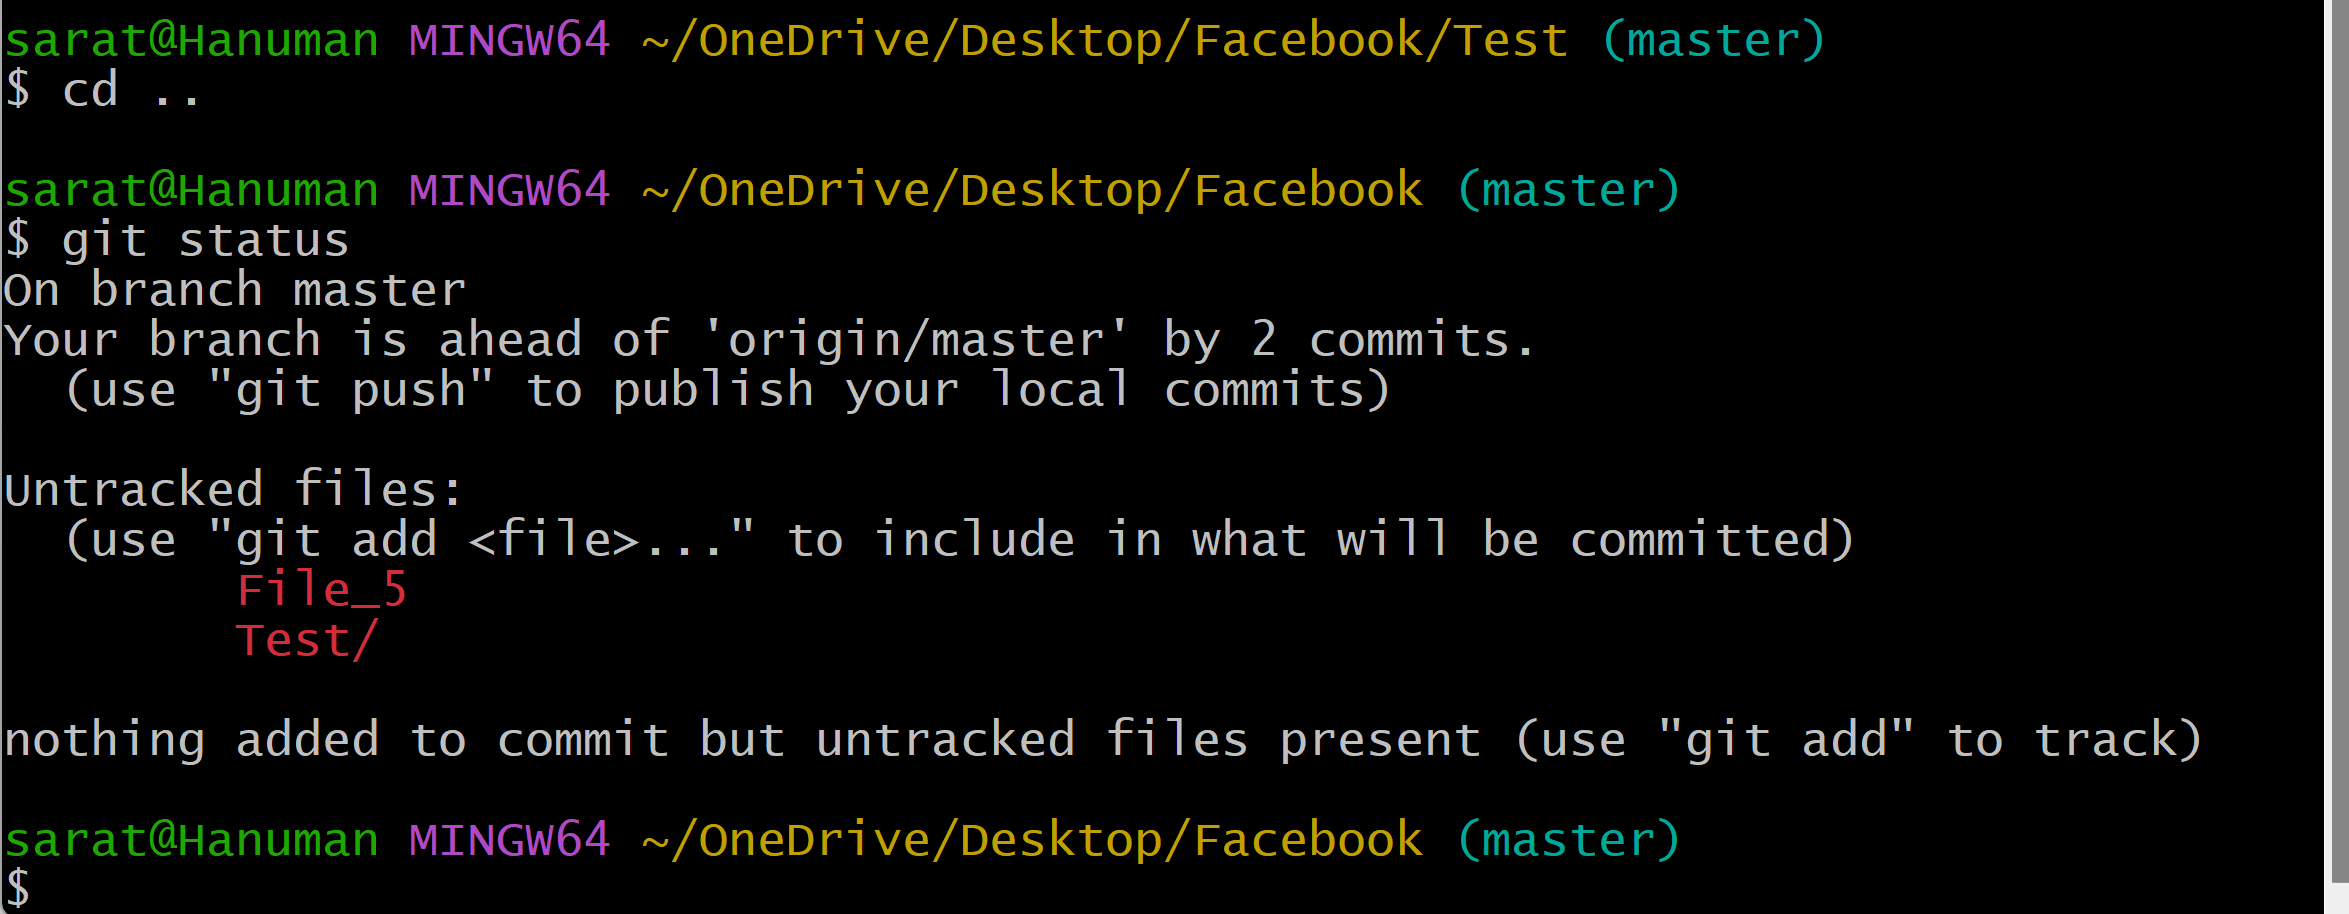 sarat@Hanuman MINGW64 ~/OneDrive/Desktop/Facebook/Test (master)
$ cd ..
sarat@Hanuman MINGW64 ~/OneDrive/Desktop/Facebook (master)
$ git status
On branch master
Your branch is ahead of 'origin/master' by 2 commits.
  (use "git push" to publish your local commits)
Untracked files:
  (use "git add <file>..." to include in what will be committed)
        File_5
        Test/
nothing added to commit but untracked files present (use "git add" to track)
sarat@Hanuman MINGW64 ~/OneDrive/Desktop/Facebook (master)
$